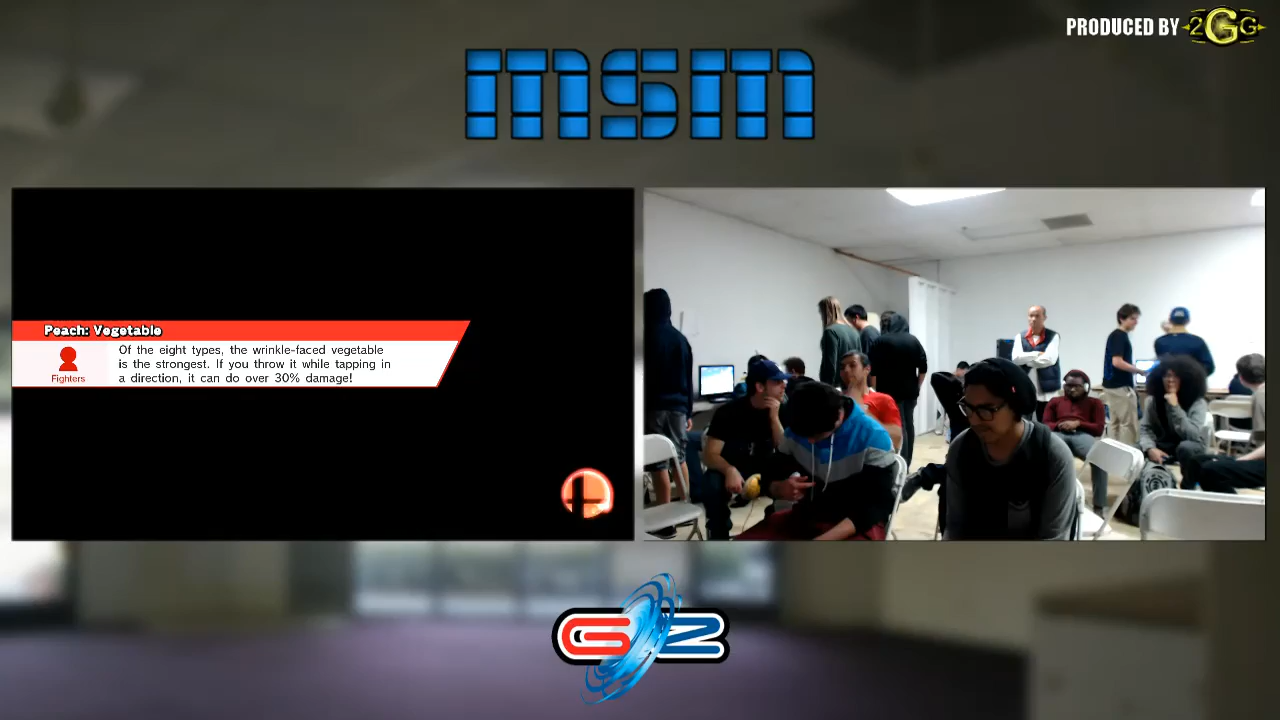 PRODUCED BY 2GG
msm
Peach: Vegetable
Of the eight types, the wrinkle-faced vegetable
is the strongest. If you throw it while tapping in
a direction, it can do over 30% damage!
Fighters
GZ